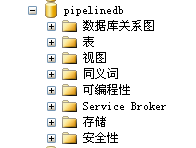 pipelinedb
数据库关系图
表
视图
同义词
可编程性
Service Broker
存储
安全性